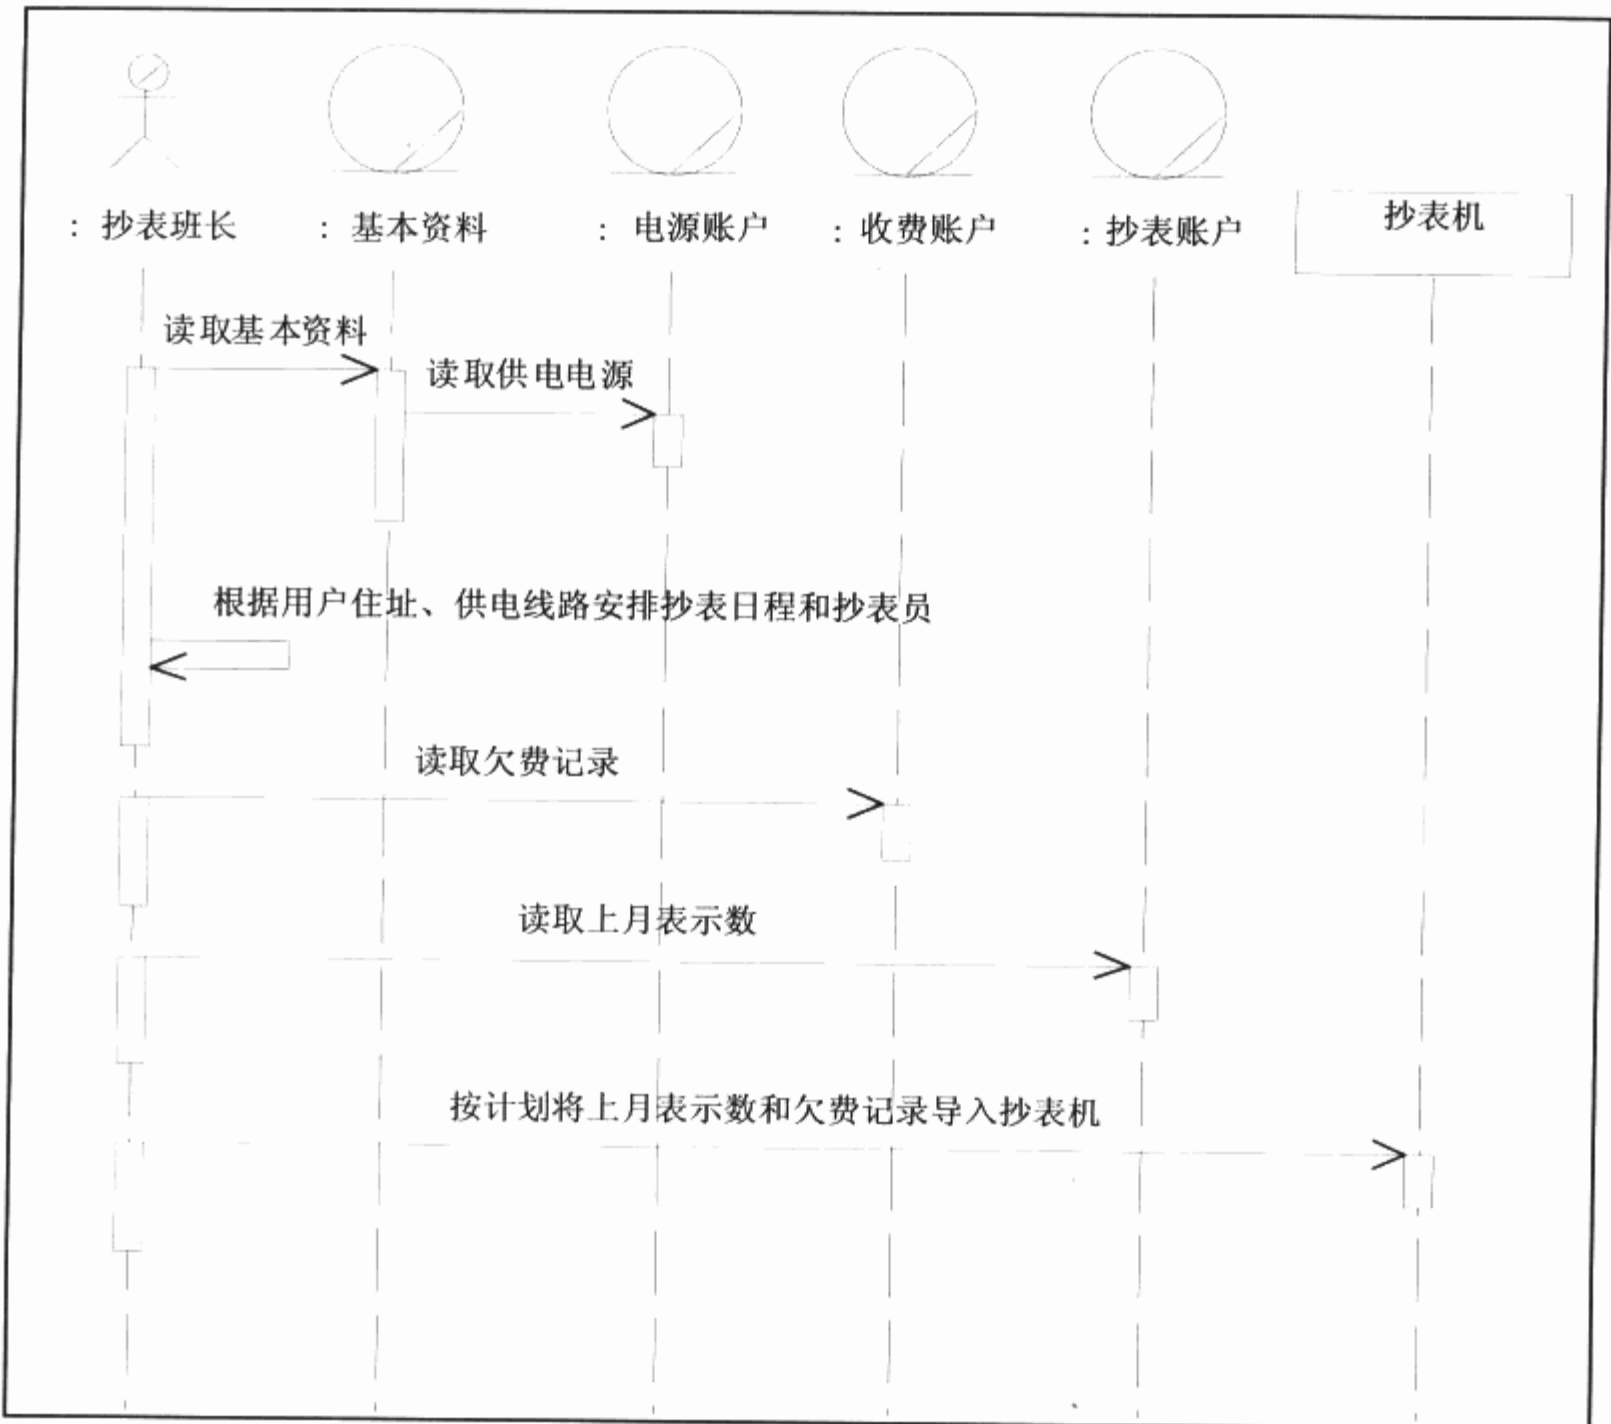 ：抄表班长
：基本资料
：电源账户
：收费账户
：抄表账户
抄表机
读取基本资料
读取供电电源
根据用户住址、供电线路安排抄表日程和抄表员
读取欠费记录
读取上月表示数
按计划将上月表示数和欠费记录导入抄表机